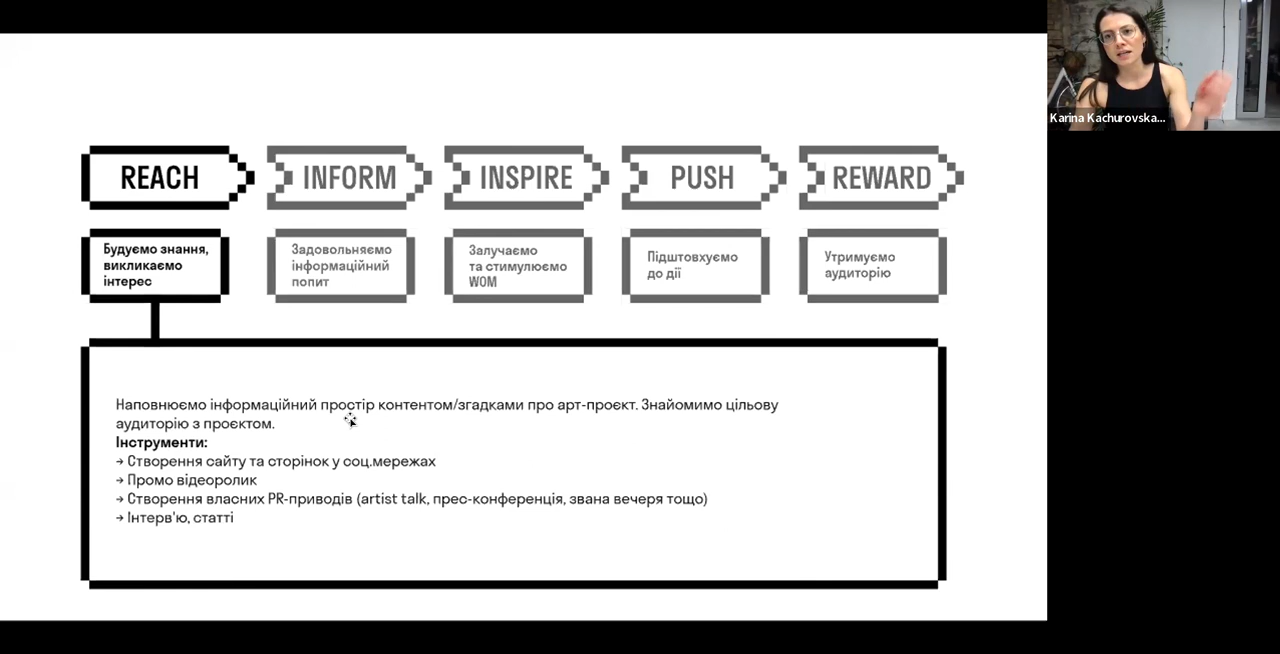 REACH
INFORM
INSPIRE
PUSH
REWARD
Будуємо знання,
викликаємо
інтерес
Задовольняємо
інформаційний
попит
Залучаємо
та стимулюємо
WOM
Підштовхуємо
до дії
Утримуємо
аудиторію
Наповнюємо інформаційний простір контентом/згадками про арт-проєкт. Знайомимо цільову
аудиторію з проєктом.
Інструменти:
→ Створення сайту та сторінок у соц.мережах
→ Промо відеоролик
→ Створення власних PR-приводів (artist talk, прес-конференція, звана вечеря тощо)
→ Інтерв'ю, статті
Karina Kachurovska...